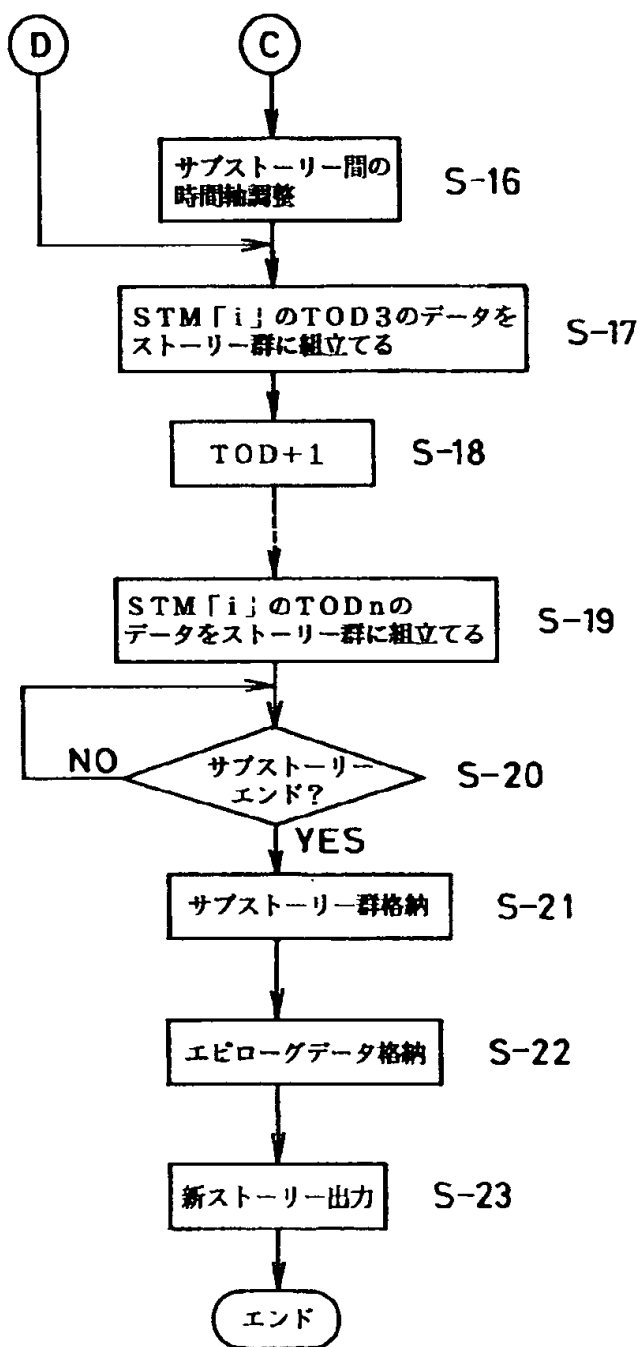 D
C
サブストーリー間の
時間軸調整
S-16
STM「i」のTOD3のデータを
ストーリー群に組立てる
S-17
TOD+1
S-18
STM「i」のTODnの
データをストーリー群に組立てる
S-19
サブストーリー
エンド?
S-20
NO
YES
サブストーリー群格納
S-21
エピローグデータ格納
S-22
新ストーリー出力
S-23
エンド